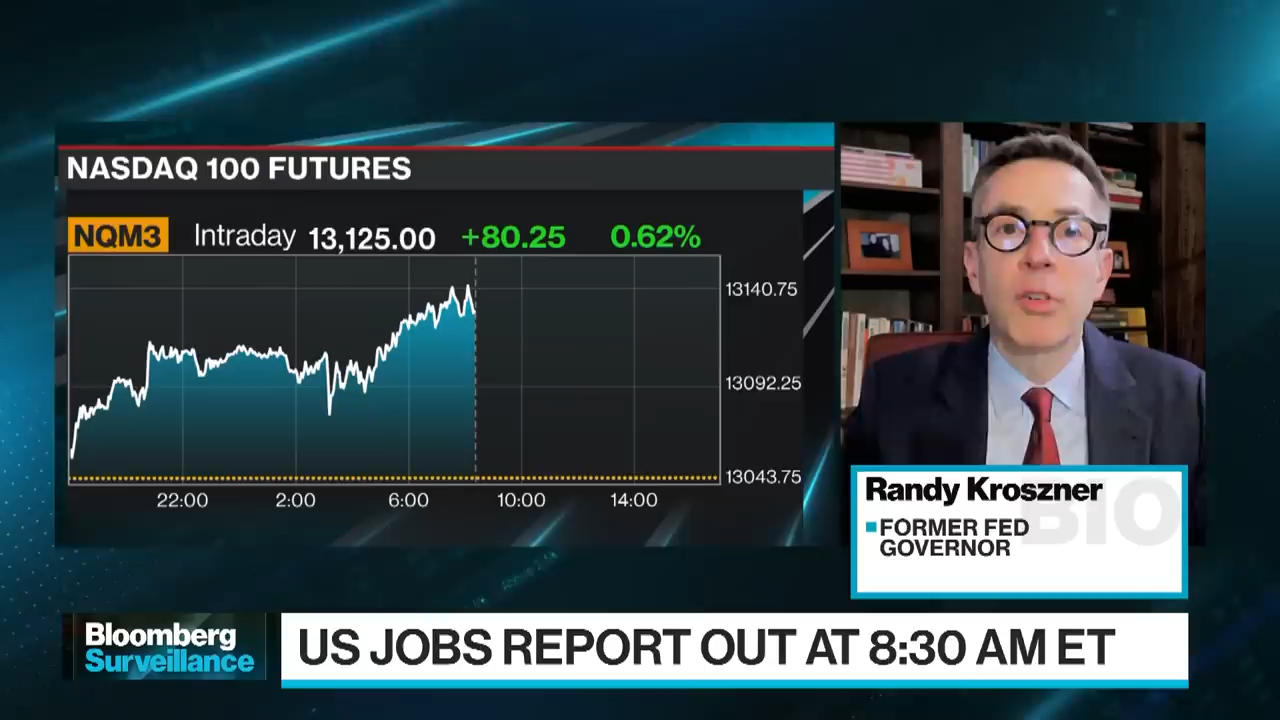 NASDAQ 100 FUTURES
NQM3 Intraday 13,125.00 +80.25 0.62%
13140.75
13092.25
13043.75
22:00 2:00 6:00 10:00 14:00
Randy Kroszner
BIO
FORMER FED
GOVERNOR
Bloomberg
Surveillance
US JOBS REPORT OUT AT 8:30 AM ET